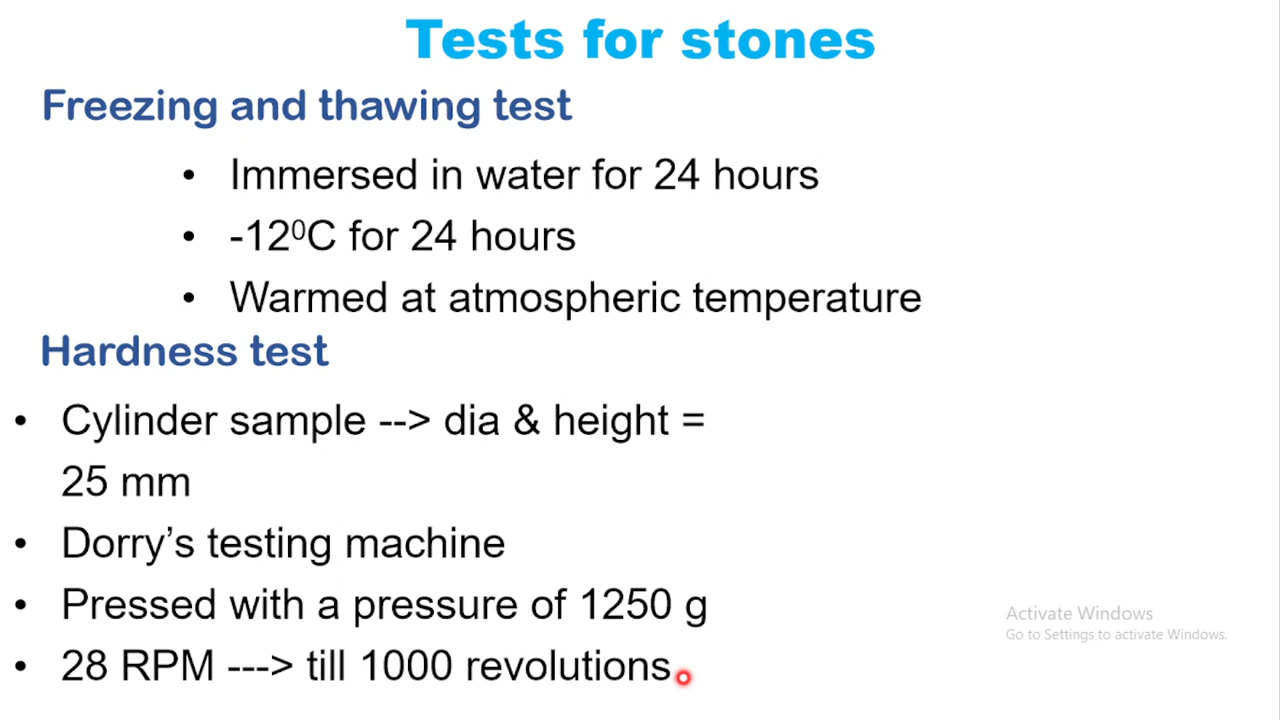 Tests for stones
Freezing and thawing test
• Immersed in water for 24 hours
• -12⁰C for 24 hours
• Warmed at atmospheric temperature
Hardness test
• Cylinder sample --> dia & height =
25 mm
• Dorry’s testing machine
• Pressed with a pressure of 1250 g
• 28 RPM ---> till 1000 revolutions
Activate Windows
Go to Settings to activate Windows.